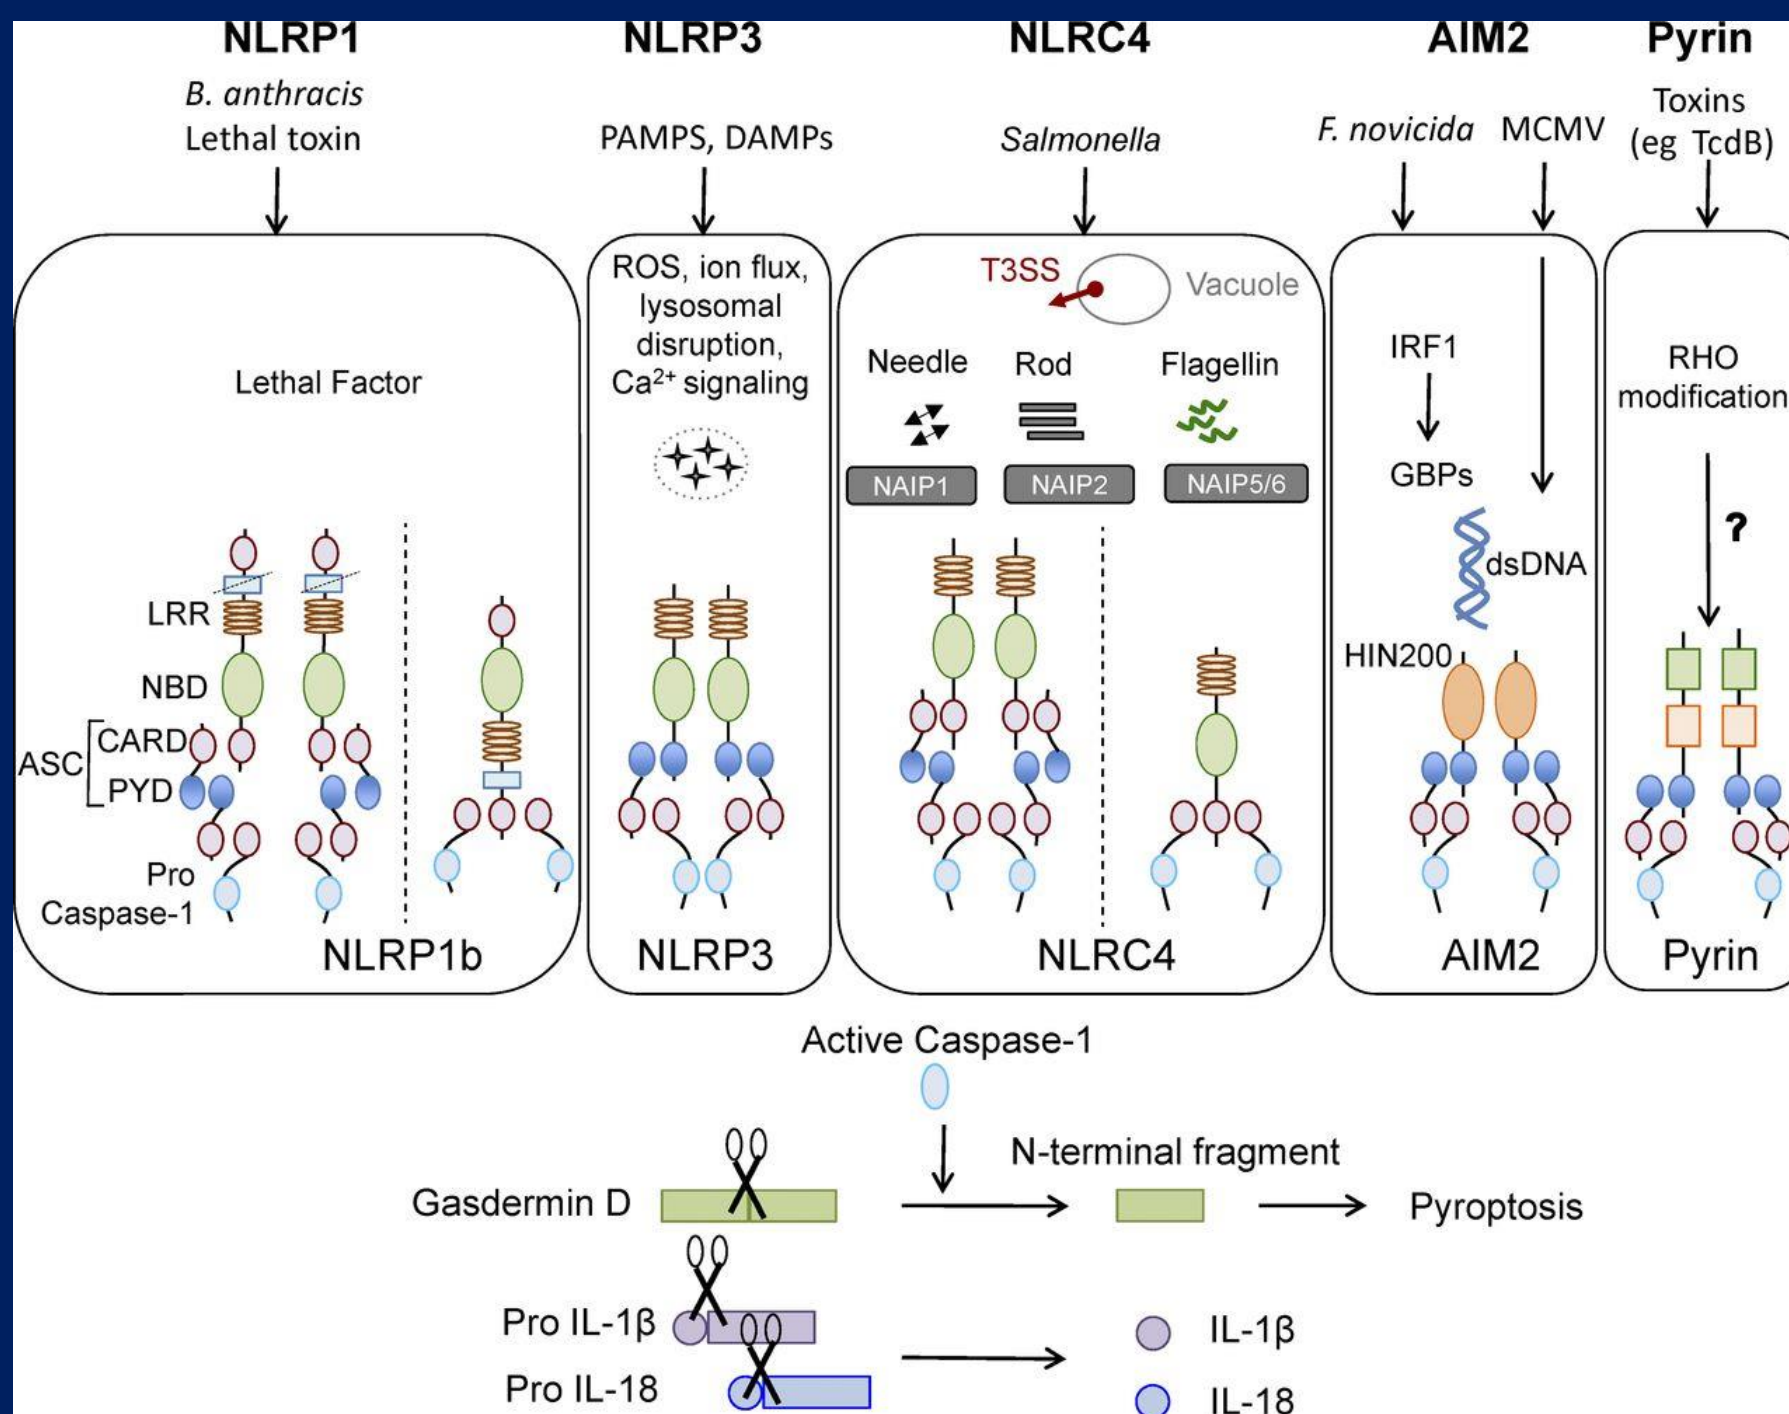 NLRP1
B. anthracis
Lethal toxin
Lethal Factor
LRR
NBD
ASC
CARD
PYD
Pro
Caspase-1
NLRP1b
NLRP3
PAMPS, DAMPs
ROS, ion flux,
lysosomal
disruption,
Ca²⁺ signaling
NLRP3
NLRC4
Salmonella
T3SS
Vacuole
Needle
Rod
Flagellin
NAIP1
NAIP2
NAIP5/6
NLRC4
AIM2
F. novicida
MCMV
IRF1
GBPs
dsDNA
HIN200
AIM2
Pyrin
Toxins
(eg TcdB)
RHO
modification
?
Pyrin
Active Caspase-1
Gasdermin D
N-terminal fragment
Pyroptosis
Pro IL-1β
IL-1β
Pro IL-18
IL-18